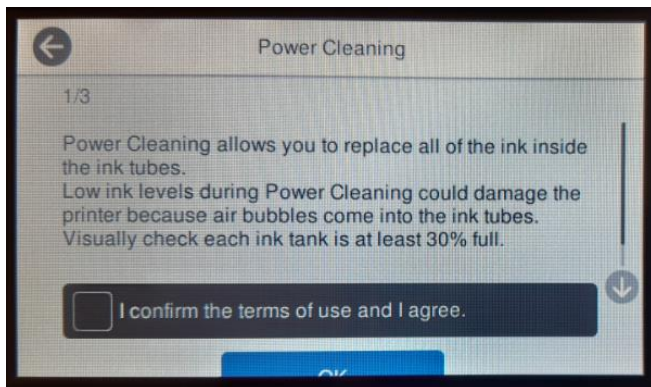 Power Cleaning
1/3
Power Cleaning allows you to replace all of the ink inside
the ink tubes.
Low ink levels during Power Cleaning could damage the
printer because air bubbles come into the ink tubes.
Visually check each ink tank is at least 30% full.
I confirm the terms of use and I agree.
OK